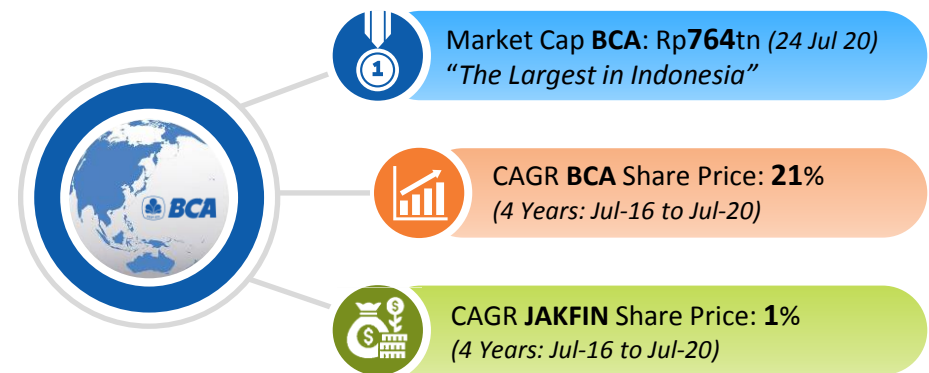 1
Market Cap BCA: Rp764tn (24 Jul 20)
“The Largest in Indonesia”
BCA
CAGR BCA Share Price: 21%
(4 Years: Jul-16 to Jul-20)
$
$
CAGR JAKFIN Share Price: 1%
(4 Years: Jul-16 to Jul-20)